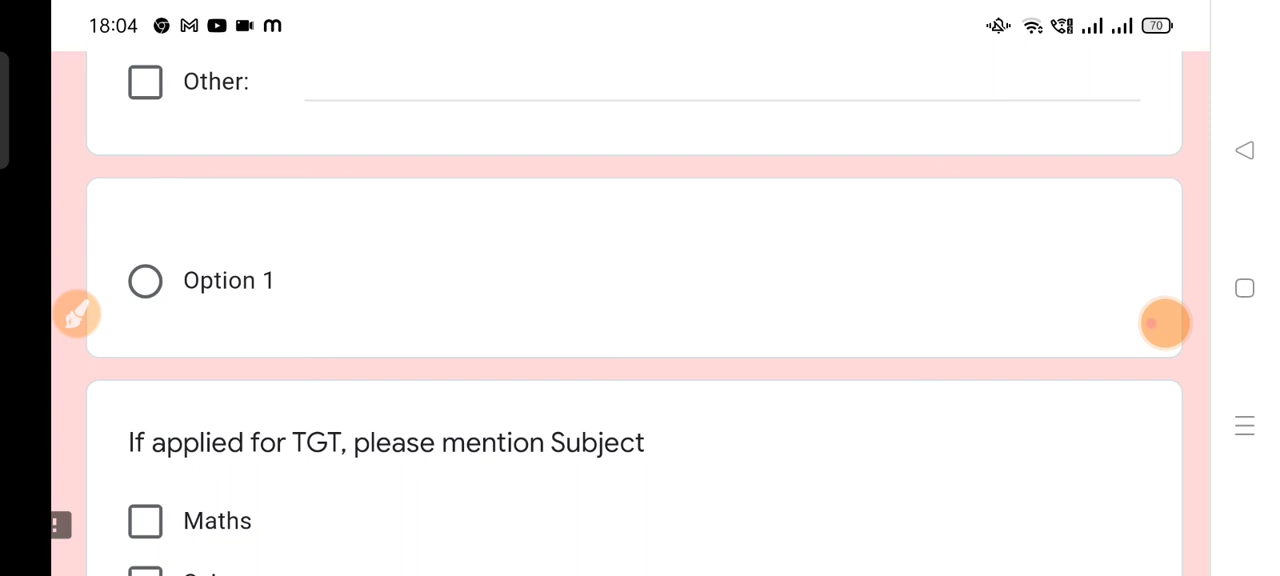 18:04
70
Other:
Option 1
If applied for TGT, please mention Subject
Maths